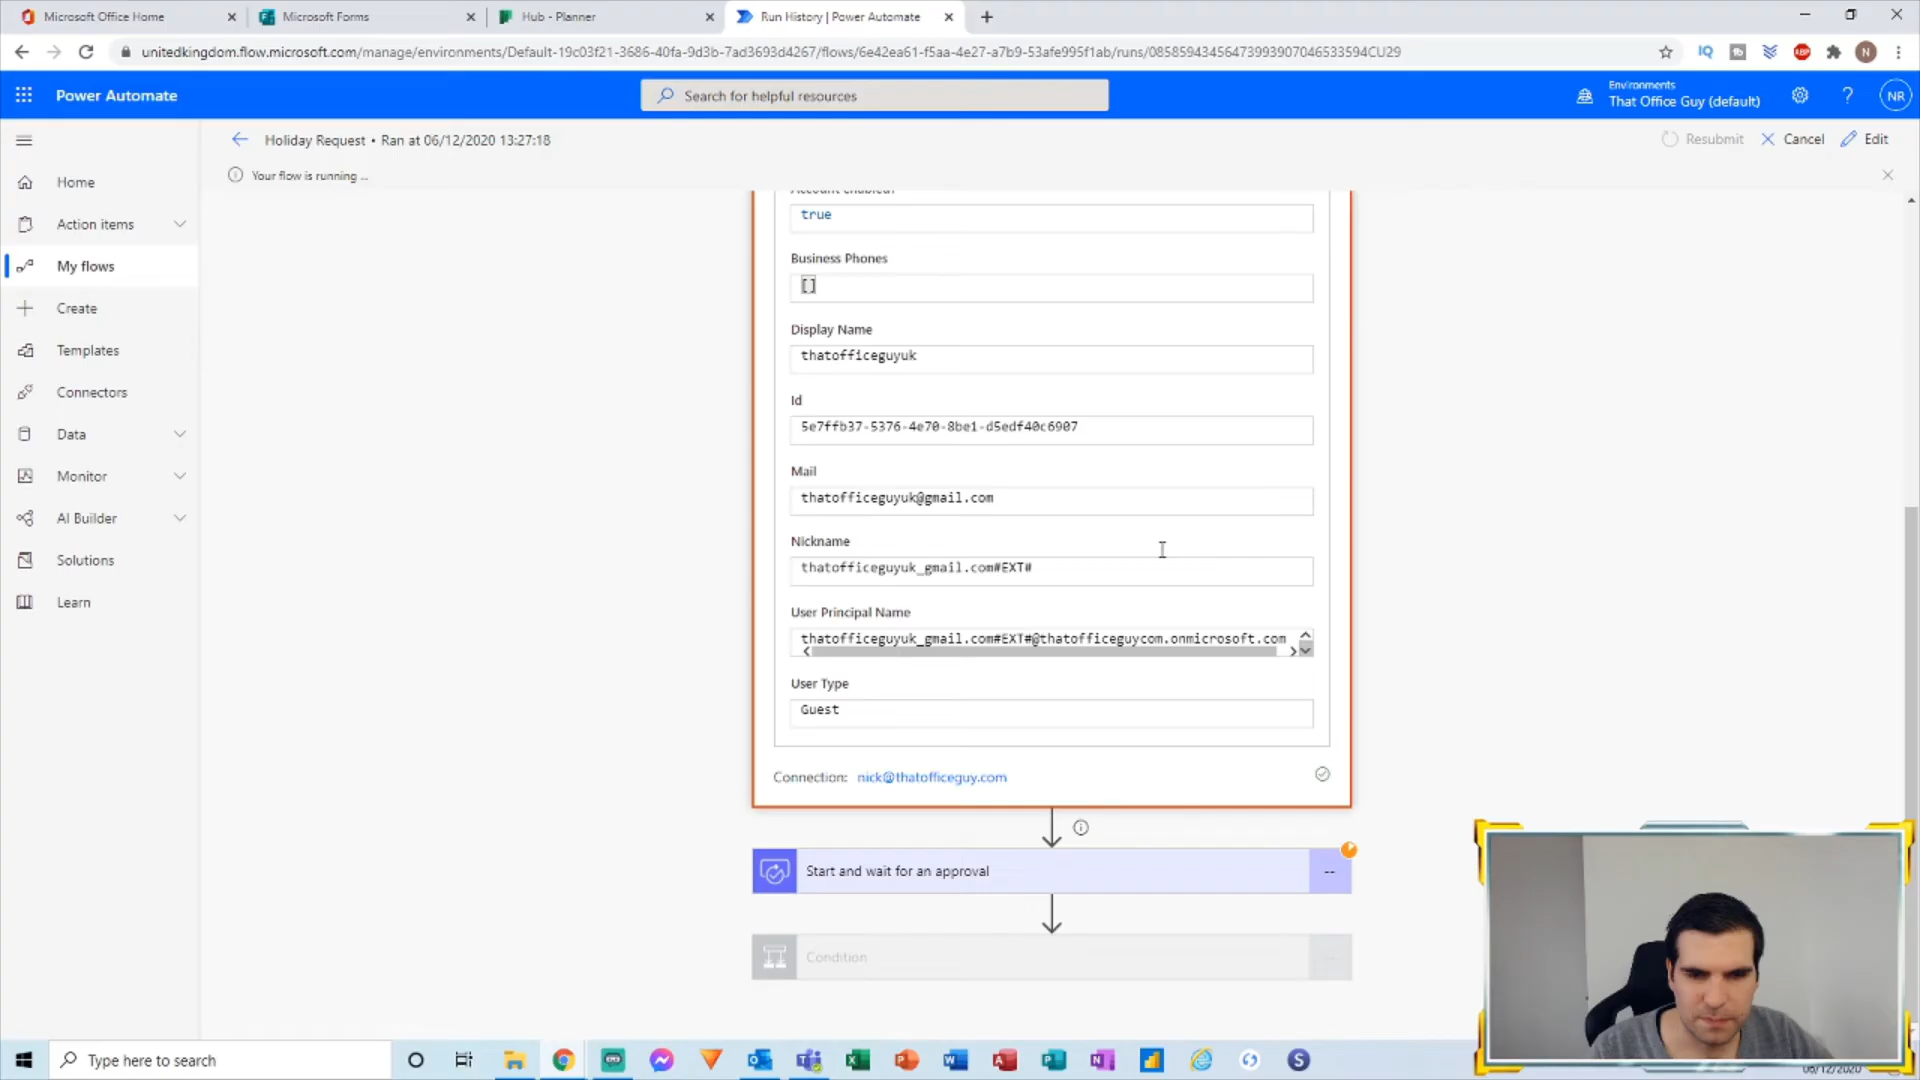 Microsoft Office Home
Microsoft Forms
Hub - Planner
Run History | Power Automate
unitedkingdom.flow.microsoft.com/manage/environments/Default-19c03f21-3686-40fa-9d3b-7ad3693d4267/flows/6e42ea61-f5aa-4e27-a7b9-53afe995f1ab/runs/08585934564739939070465335​94CU29
IQ
N
Power Automate
Search for helpful resources
Environments
That Office Guy (default)
?
NR
Holiday Request • Ran at 06/12/2020 13:27:18
Resubmit
Cancel
Edit
Your flow is running ...
Home
Action items
My flows
Create
Templates
Connectors
Data
Monitor
AI Builder
Solutions
Learn
true
Business Phones
[]
Display Name
thatofficeguyuk
Id
5e7ffb37-5376-4e70-8be1-d5edf40c6907
Mail
thatofficeguyuk@gmail.com
Nickname
thatofficeguyuk_gmail.com#EXT#
User Principal Name
thatofficeguyuk_gmail.com#EXT#@thatofficeguycom.onmicrosoft.com
User Type
Guest
Connection: nick@thatofficeguy.com
Start and wait for an approval
--
Condition
Type here to search